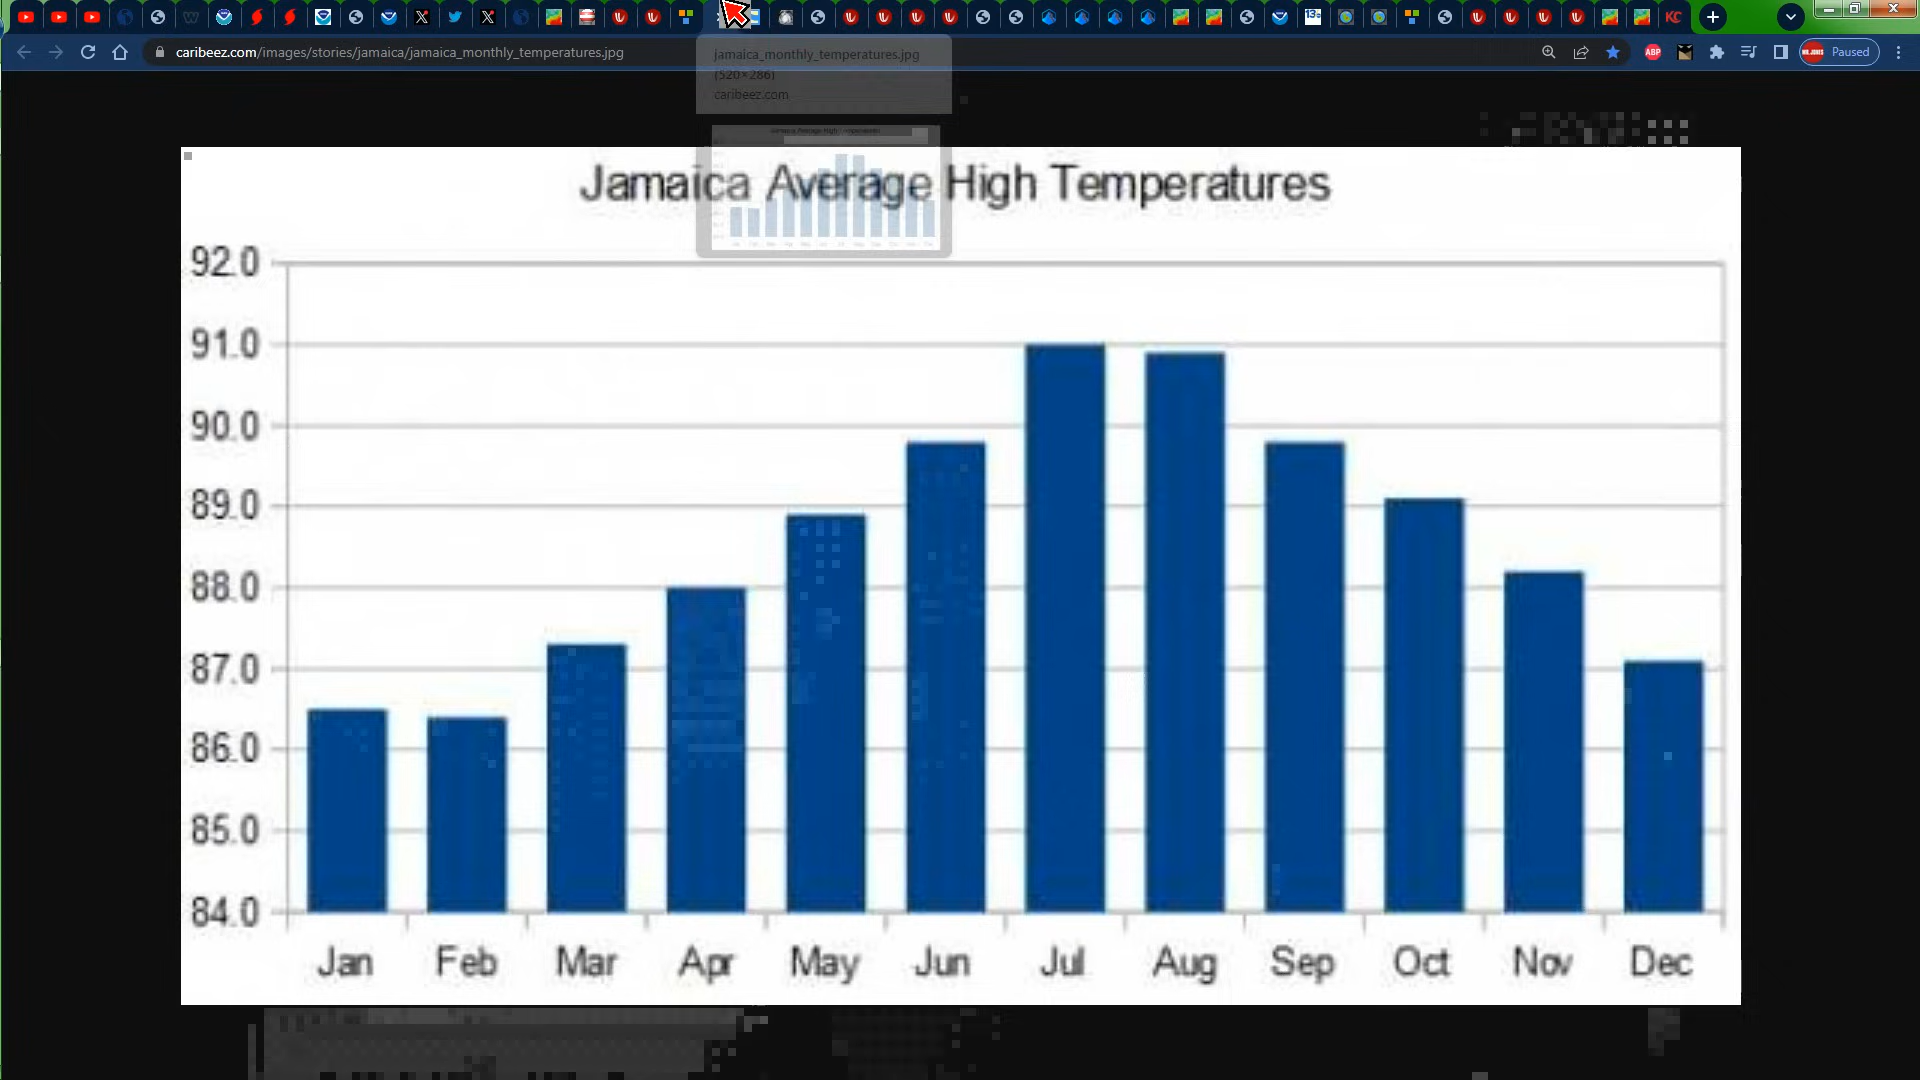 caribeez.com/images/stories/jamaica/jamaica_monthly_temperatures.jpg
ABP
Paused
jamaica_monthly_temperatures.jpg
(520×286)
caribeez.com
Jamaica Average High Temperatures
92.0
91.0
90.0
89.0
88.0
87.0
86.0
85.0
84.0
Jan Feb Mar Apr May Jun Jul Aug Sep Oct Nov Dec